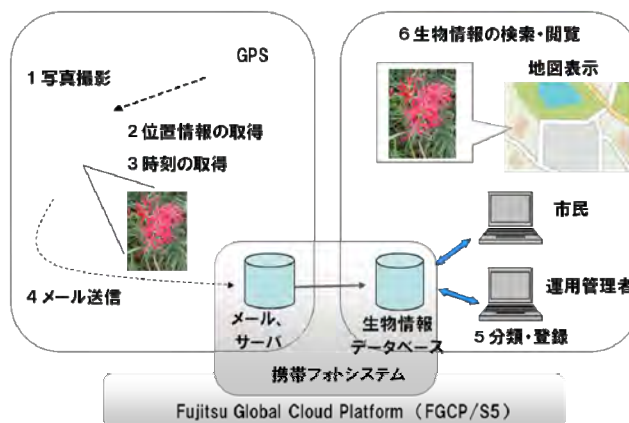 GPS
1 写真撮影
2 位置情報の取得
3 時刻の取得
4 メール送信
メール、
サーバ
生物情報
データベース
携帯フォトシステム
Fujitsu Global Cloud Platform (FGCP/S5)
6 生物情報の検索・閲覧
地図表示
市民
運用管理者
5 分類・登録